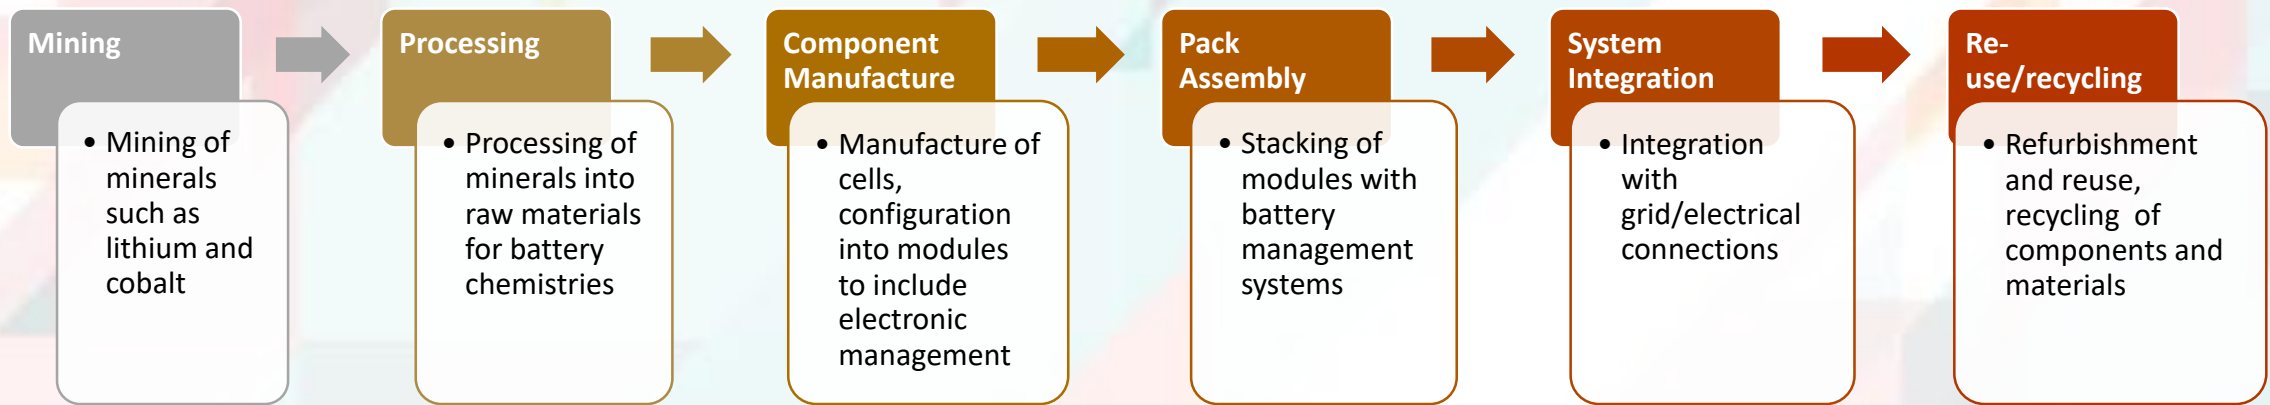 Mining
• Mining of
minerals
such as
lithium and
cobalt
Processing
• Processing of
minerals into
raw materials
for battery
chemistries
Component
Manufacture
• Manufacture of
cells,
configuration
into modules
to include
electronic
management
Pack
Assembly
• Stacking of
modules with
battery
management
systems
System
Integration
• Integration
with
grid/electrical
connections
Re-
use/recycling
• Refurbishment
and reuse,
recycling of
components and
materials